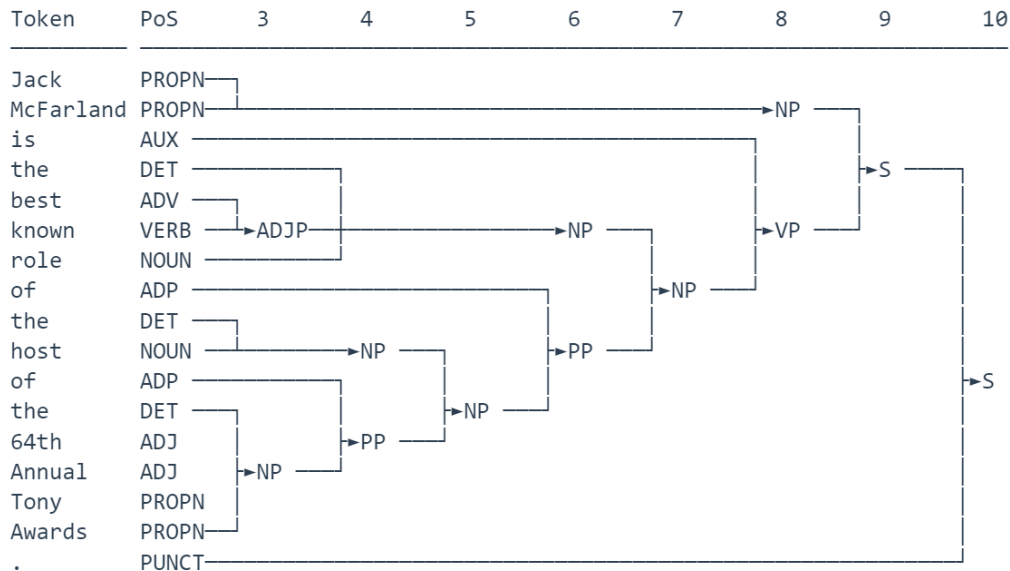 Token PoS 3 4 5 6 7 8 9 10
Jack PROPN
McFarland PROPN NP
is AUX
the DET S
best ADV
known VERB ADJP NP VP
role NOUN
of ADP NP
the DET
host NOUN NP PP
of ADP S
the DET NP
64th ADJ PP
Annual ADJ NP
Tony PROPN
Awards PROPN
. PUNCT